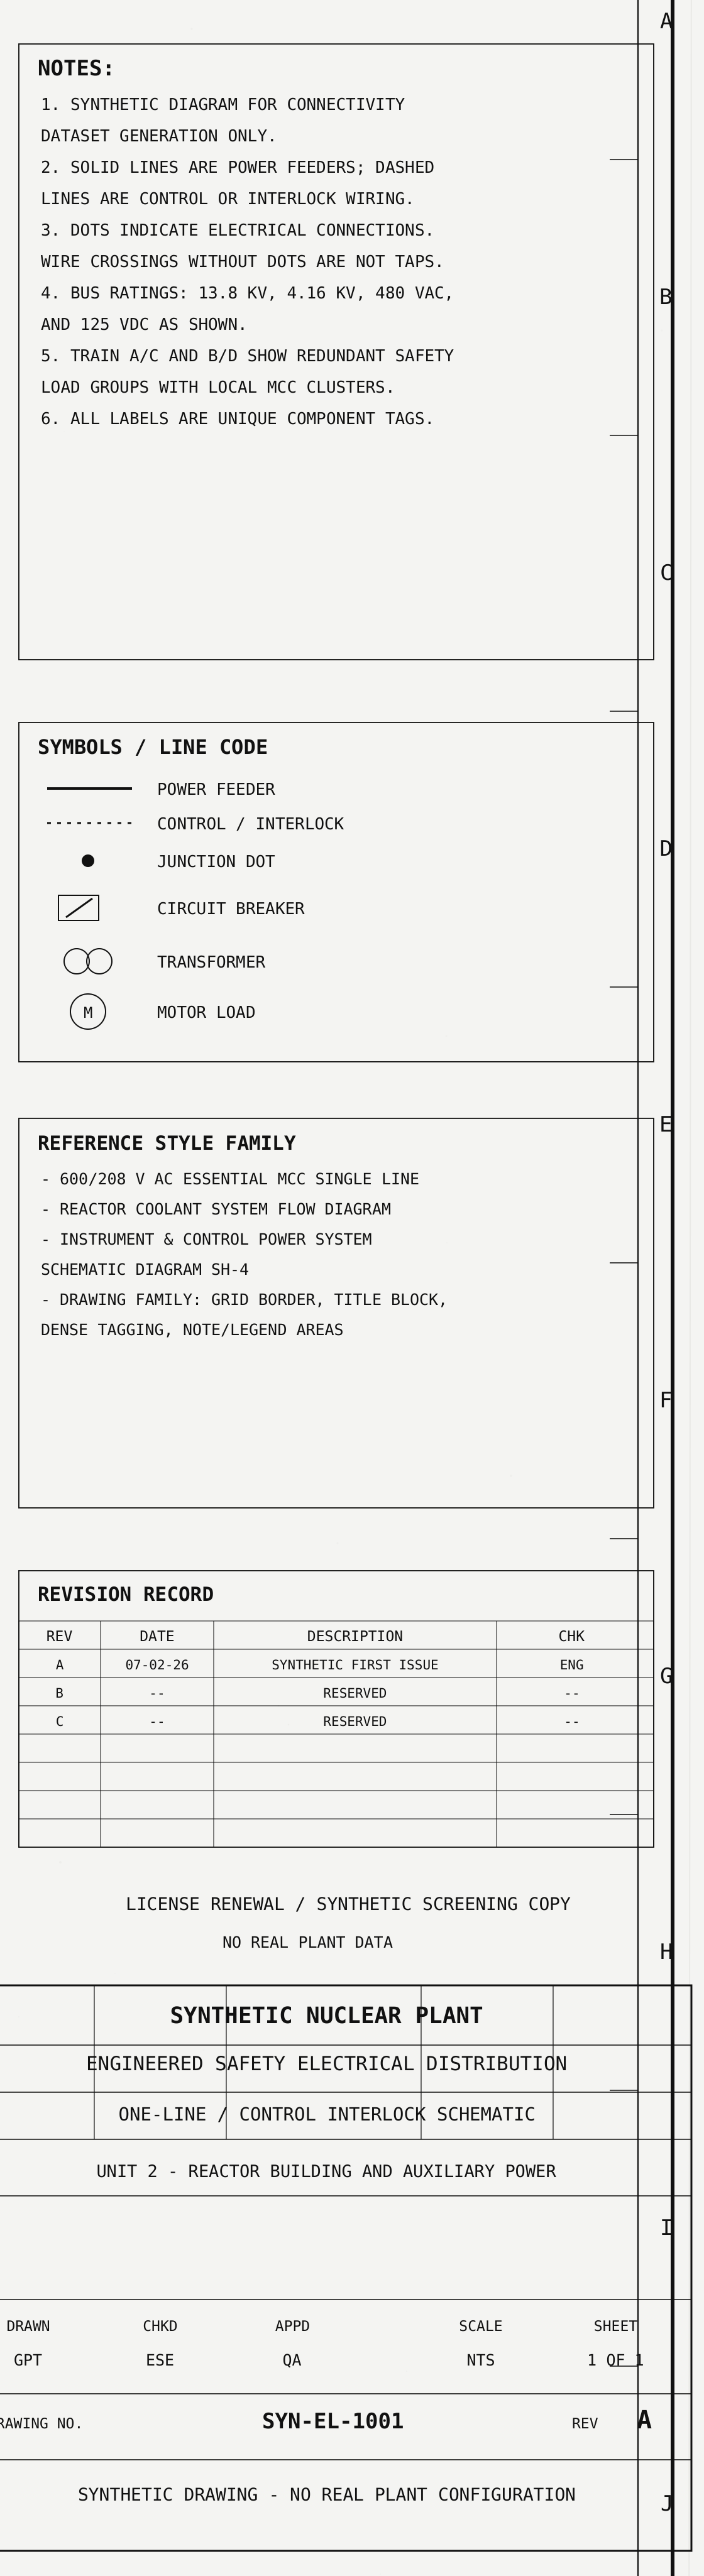 A
NOTES:
1. SYNTHETIC DIAGRAM FOR CONNECTIVITY
DATASET GENERATION ONLY.
2. SOLID LINES ARE POWER FEEDERS; DASHED
LINES ARE CONTROL OR INTERLOCK WIRING.
3. DOTS INDICATE ELECTRICAL CONNECTIONS.
WIRE CROSSINGS WITHOUT DOTS ARE NOT TAPS.
4. BUS RATINGS: 13.8 KV, 4.16 KV, 480 VAC,
AND 125 VDC AS SHOWN.
5. TRAIN A/C AND B/D SHOW REDUNDANT SAFETY
LOAD GROUPS WITH LOCAL MCC CLUSTERS.
6. ALL LABELS ARE UNIQUE COMPONENT TAGS.
B
C
SYMBOLS / LINE CODE
POWER FEEDER
CONTROL / INTERLOCK
JUNCTION DOT
CIRCUIT BREAKER
TRANSFORMER
M MOTOR LOAD
D
E
REFERENCE STYLE FAMILY
- 600/208 V AC ESSENTIAL MCC SINGLE LINE
- REACTOR COOLANT SYSTEM FLOW DIAGRAM
- INSTRUMENT & CONTROL POWER SYSTEM
SCHEMATIC DIAGRAM SH-4
- DRAWING FAMILY: GRID BORDER, TITLE BLOCK,
DENSE TAGGING, NOTE/LEGEND AREAS
F
REVISION RECORD
REV DATE DESCRIPTION CHK
A 07-02-26 SYNTHETIC FIRST ISSUE ENG
B -- RESERVED --
C -- RESERVED --
G
LICENSE RENEWAL / SYNTHETIC SCREENING COPY
NO REAL PLANT DATA
H
SYNTHETIC NUCLEAR PLANT
ENGINEERED SAFETY ELECTRICAL DISTRIBUTION
ONE-LINE / CONTROL INTERLOCK SCHEMATIC
UNIT 2 - REACTOR BUILDING AND AUXILIARY POWER
I
DRAWN CHKD APPD SCALE SHEET
GPT ESE QA NTS 1 OF 1
RAWING NO. SYN-EL-1001 REV A
SYNTHETIC DRAWING - NO REAL PLANT CONFIGURATION
J